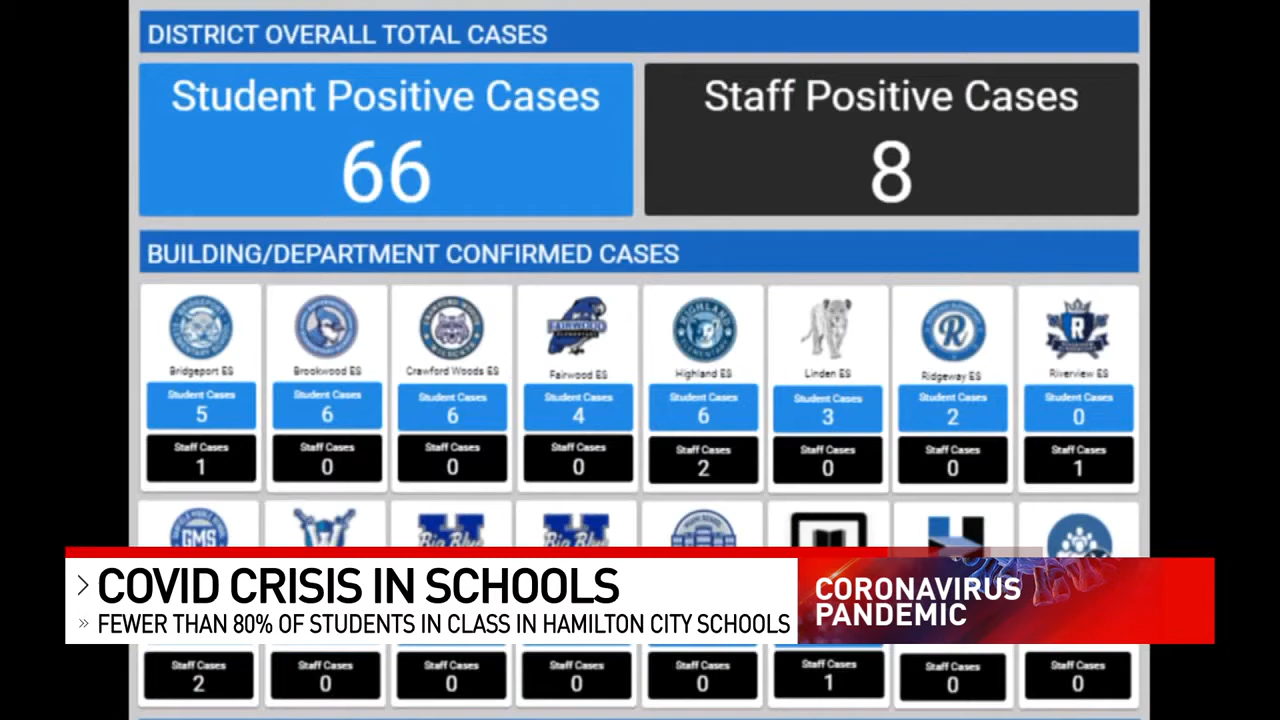 DISTRICT OVERALL TOTAL CASES
Student Positive Cases
66
Staff Positive Cases
8
BUILDING/DEPARTMENT CONFIRMED CASES
BRIDGEPORT
HIGHLAND
FAIRWOOD
R
R
Bridgeport ES
Brookwood ES
Crawford Woods ES
Fairwood ES
Highland ES
Linden ES
Ridgeway ES
Riverview ES
Student Cases
5
Student Cases
6
Student Cases
6
Student Cases
4
Student Cases
6
Student Cases
3
Student Cases
2
Student Cases
0
Staff Cases
1
Staff Cases
0
Staff Cases
0
Staff Cases
0
Staff Cases
2
Staff Cases
0
Staff Cases
0
Staff Cases
1
GMS
Big Blue
Big Blue
COVID CRISIS IN SCHOOLS
FEWER THAN 80% OF STUDENTS IN CLASS IN HAMILTON CITY SCHOOLS
CORONAVIRUS
PANDEMIC
Staff Cases
2
Staff Cases
0
Staff Cases
0
Staff Cases
0
Staff Cases
0
Staff Cases
1
Staff Cases
0
Staff Cases
0